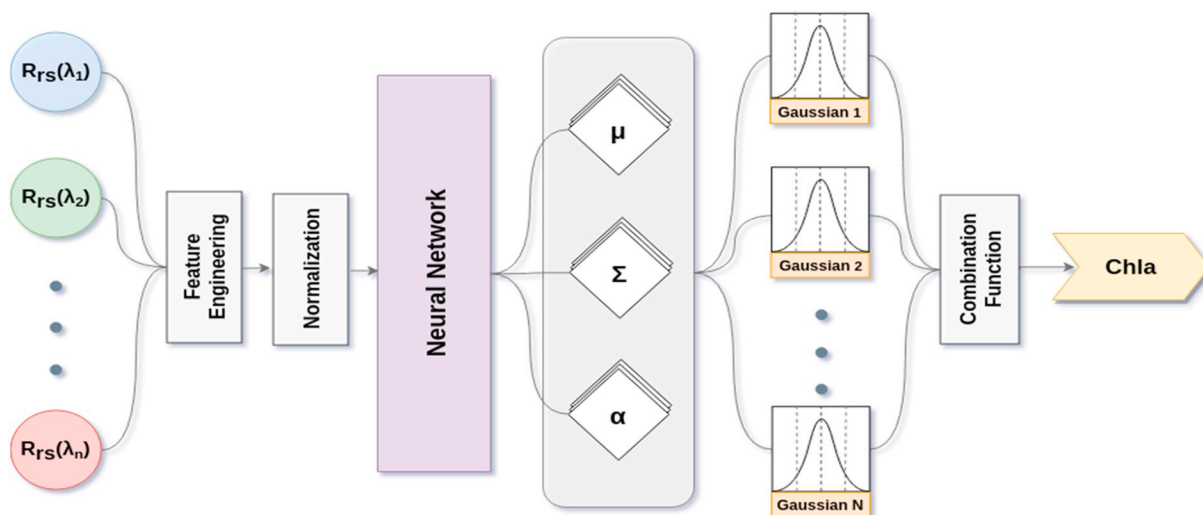 Rrs(λ1)
Rrs(λ2)
Rrs(λn)
Feature
Engineering
Normalization
Neural Network
μ
Σ
α
Gaussian 1
Gaussian 2
Gaussian N
Combination
Function
Chla